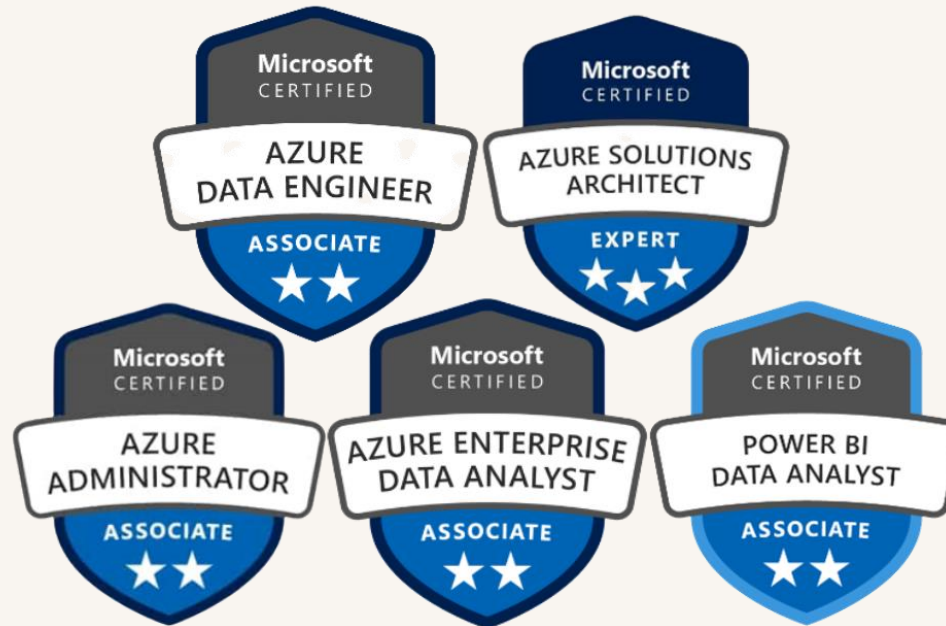 Microsoft
CERTIFIED
AZURE
DATA ENGINEER
ASSOCIATE
Microsoft
CERTIFIED
AZURE SOLUTIONS
ARCHITECT
EXPERT
Microsoft
CERTIFIED
AZURE
ADMINISTRATOR
ASSOCIATE
Microsoft
CERTIFIED
AZURE ENTERPRISE
DATA ANALYST
ASSOCIATE
Microsoft
CERTIFIED
POWER BI
DATA ANALYST
ASSOCIATE